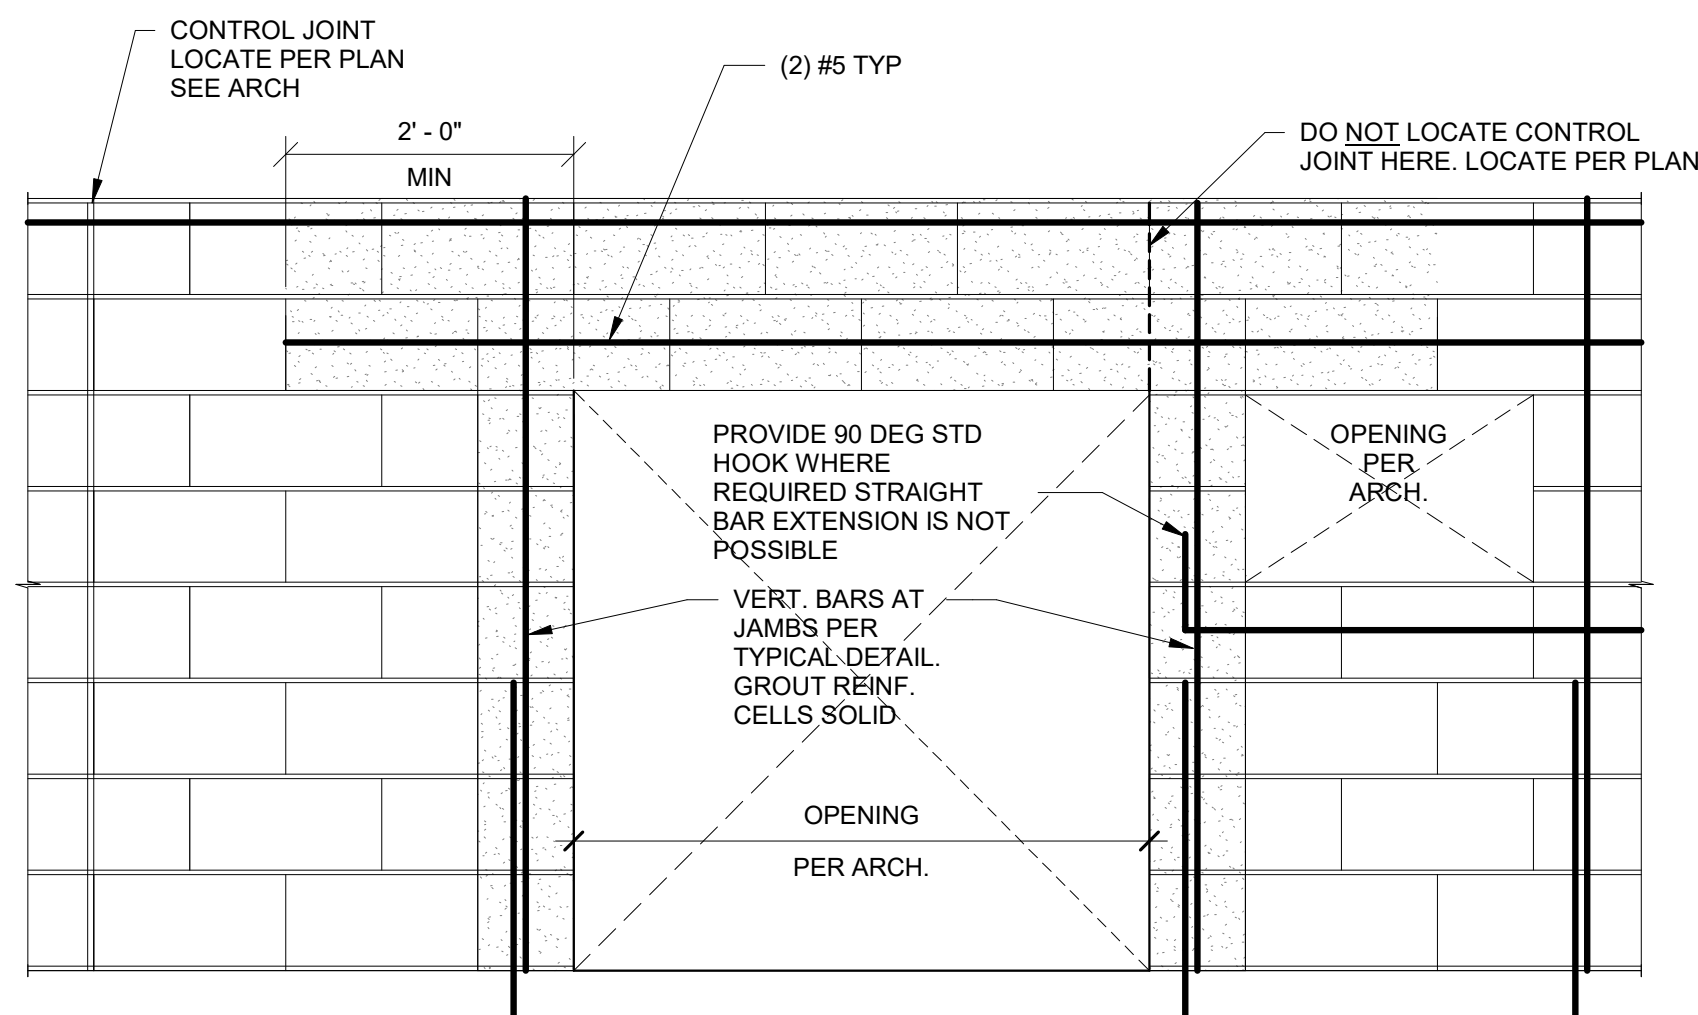 CONTROL JOINT
LOCATE PER PLAN
SEE ARCH
(2) #5 TYP
2' - 0"
MIN
DO NOT LOCATE CONTROL
JOINT HERE. LOCATE PER PLAN
PROVIDE 90 DEG STD
HOOK WHERE
REQUIRED STRAIGHT
BAR EXTENSION IS NOT
POSSIBLE
OPENING
PER
ARCH.
VERT. BARS AT
JAMBS PER
TYPICAL DETAIL.
GROUT REINF.
CELLS SOLID
OPENING
PER ARCH.